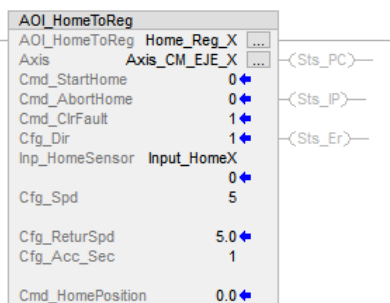 AOI_HomeToReg
AOI_HomeToReg Home_Reg_X ...
Axis Axis_CM_EJE_X ... (Sts_PC)
Cmd_StartHome 0
Cmd_AbortHome 0 (Sts_IP)
Cmd_ClrFault 1
Cfg_Dir 1 (Sts_Er)
Inp_HomeSensor Input_HomeX
0
Cfg_Spd 5
Cfg_ReturSpd 5.0
Cfg_Acc_Sec 1
Cmd_HomePosition 0.0